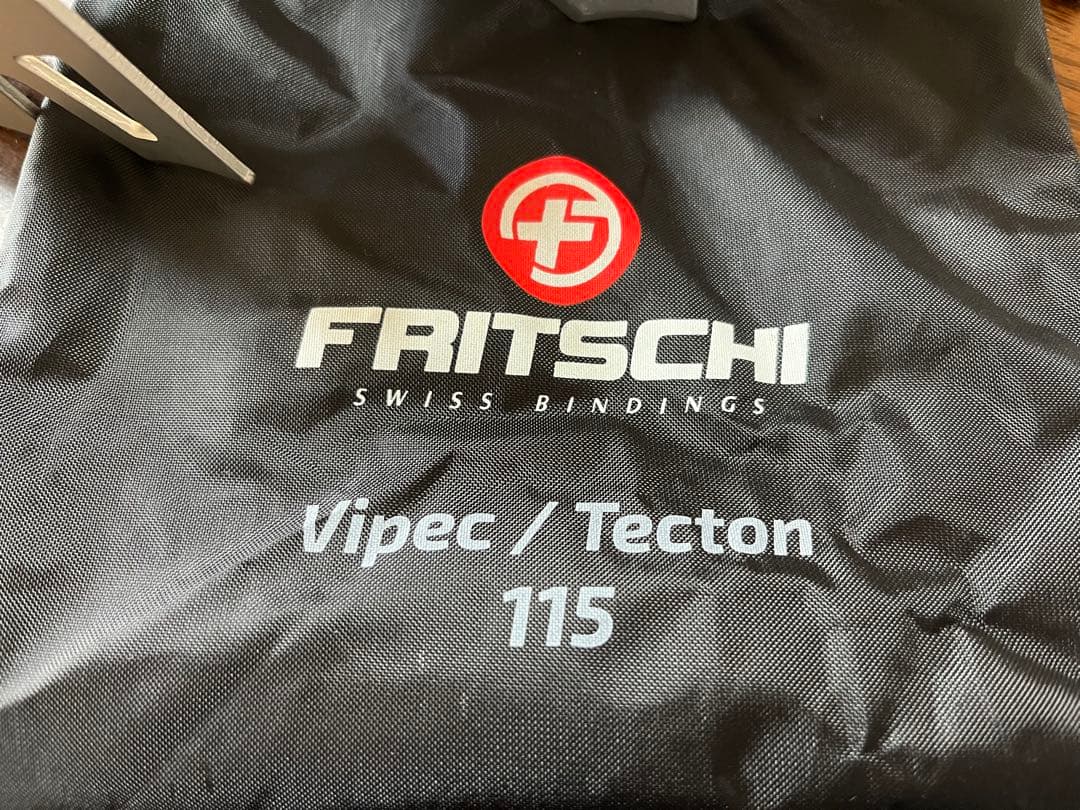 FRITSCHI
SWISS BINDINGS
Vipec / Tecton
115